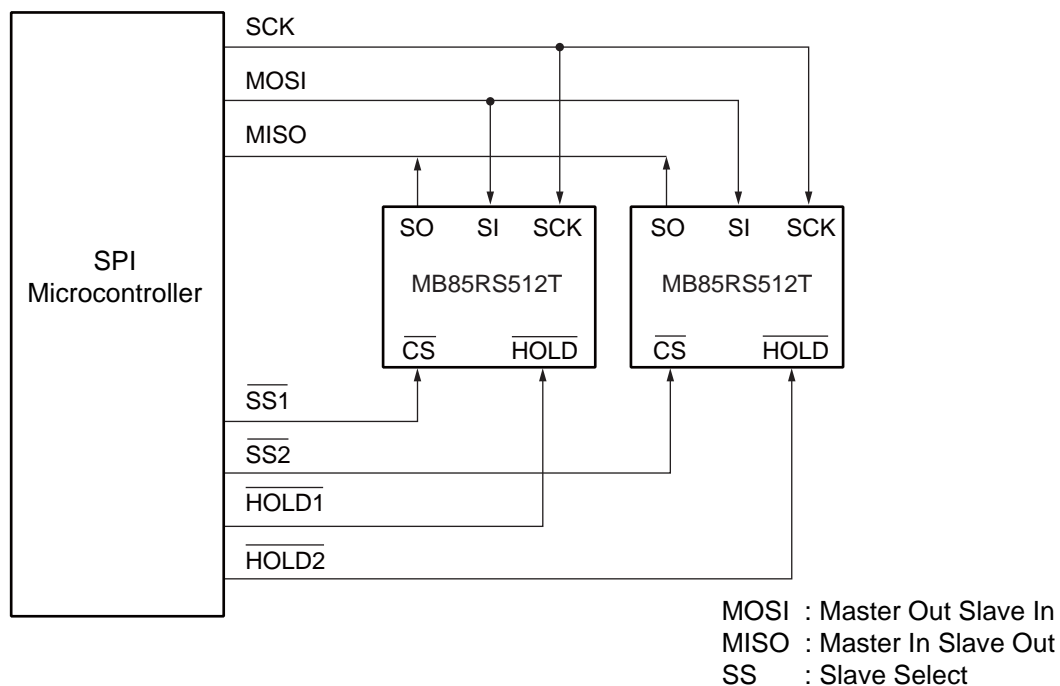 SCK
MOSI
MISO
SO SI SCK
SO SI SCK
SPI
Microcontroller
MB85RS512T
MB85RS512T
CS HOLD
CS HOLD
SS1
SS2
HOLD1
HOLD2
MOSI : Master Out Slave In
MISO : Master In Slave Out
SS : Slave Select